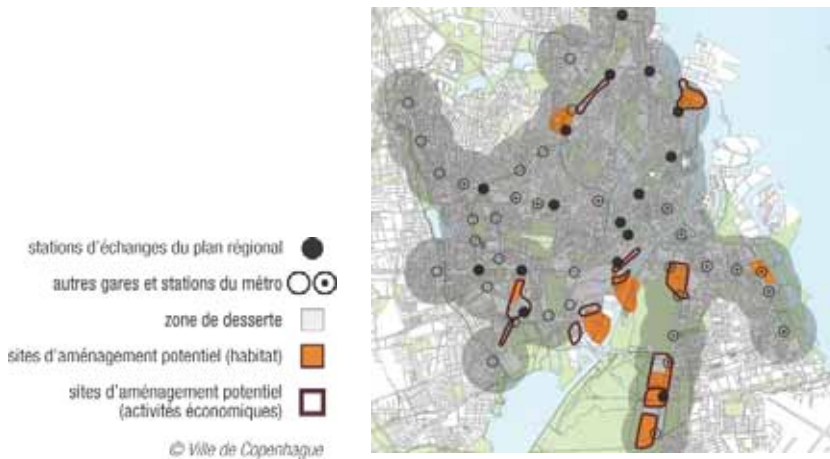 stations d'échanges du plan régional
autres gares et stations du métro
zone de desserte
sites d'aménagement potentiel (habitat)
sites d'aménagement potentiel
(activités économiques)
© Ville de Copenhague